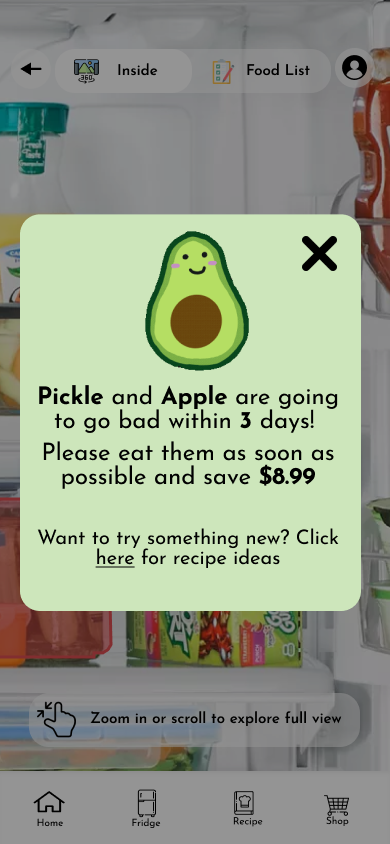 Inside
Food List
Fresh
Pickle and Apple are going
to go bad within 3 days!
Please eat them as soon as
possible and save $8.99
Want to try something new? Click
here for recipe ideas
Zoom in or scroll to explore full view
Home
Fridge
Recipe
Shop